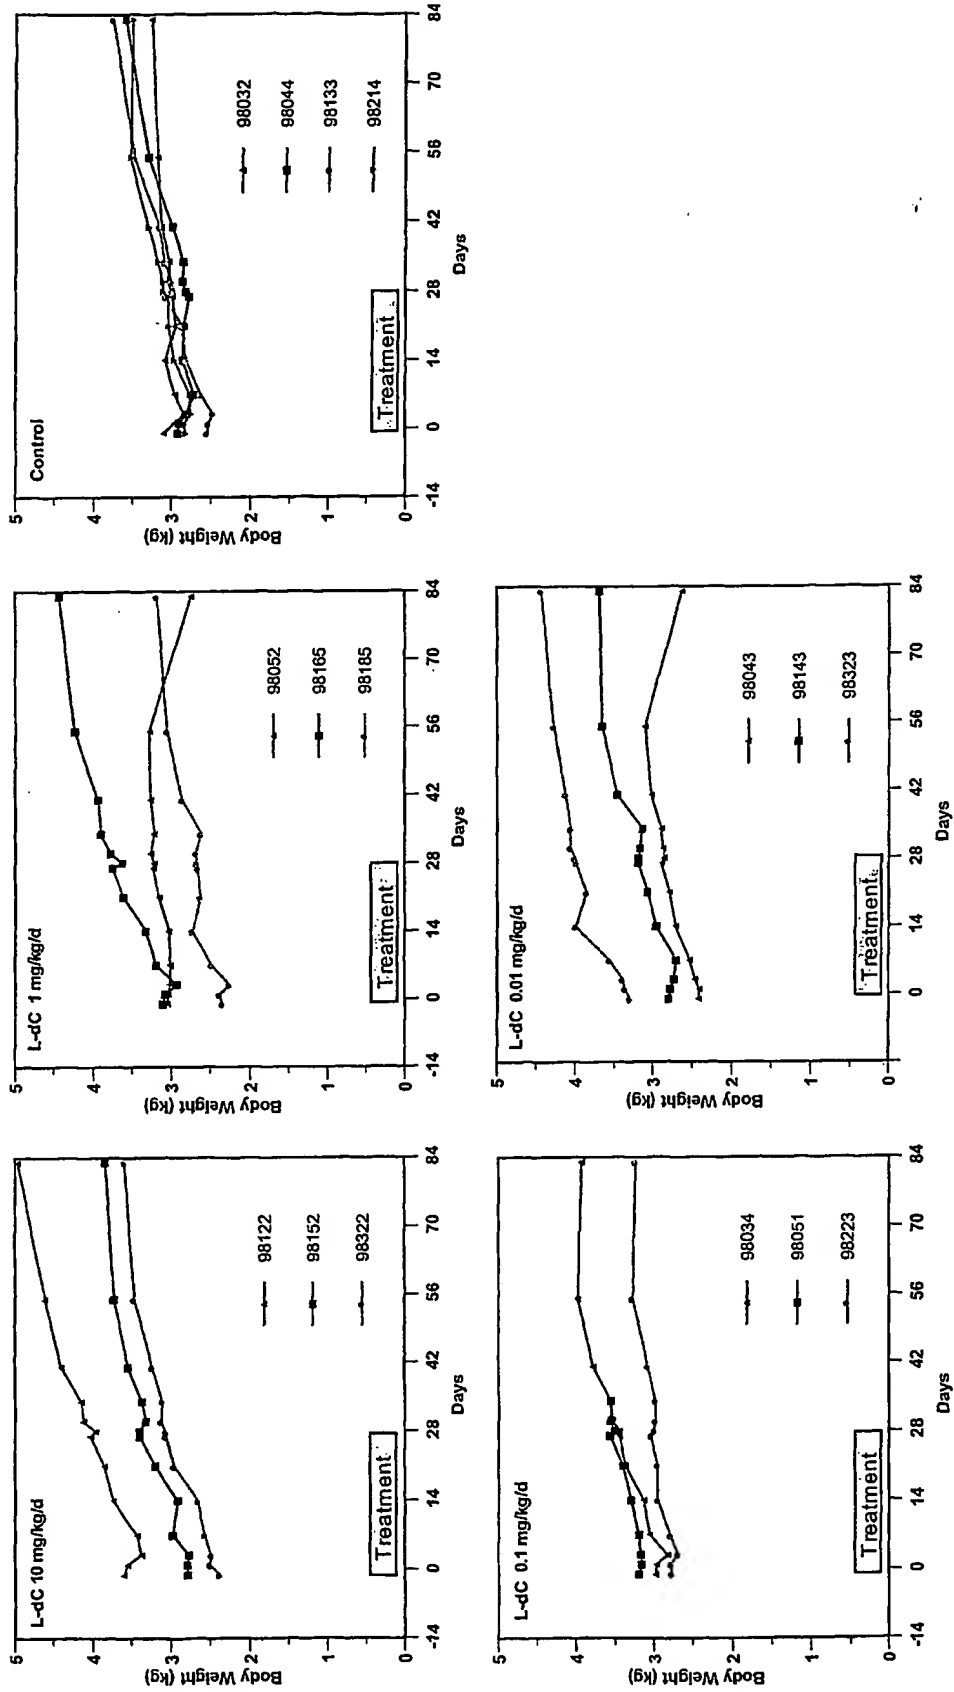 L-dC 10 mg/kg/d
Body Weight (kg)
5
4
3
2
1
0
98122
98152
98322
Treatment
-14 0 14 28 42 56 70 84
Days
L-dC 1 mg/kg/d
Body Weight (kg)
5
4
3
2
1
0
98052
98165
98185
Treatment
-14 0 14 28 42 56 70 84
Days
Control
Body Weight (kg)
5
4
3
2
1
0
98032
98044
98133
98214
Treatment
-14 0 14 28 42 56 70 84
Days
L-dC 0.1 mg/kg/d
Body Weight (kg)
5
4
3
2
1
0
98034
98051
98223
Treatment
-14 0 14 28 42 56 70 84
Days
L-dC 0.01 mg/kg/d
Body Weight (kg)
5
4
3
2
1
0
98043
98143
98323
Treatment
0 14 28 42 56 70 84
Days